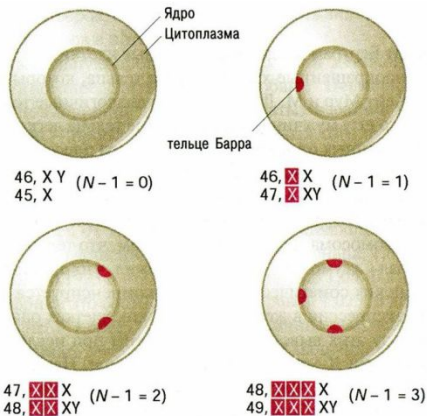 Ядро
Цитоплазма
тельце Барра
46, X Y (N – 1 = 0)
45, X
46, X X (N – 1 = 1)
47, X XY
47, X X X (N – 1 = 2)
48, X X XY
48, X X X X (N – 1 = 3)
49, X X X XY